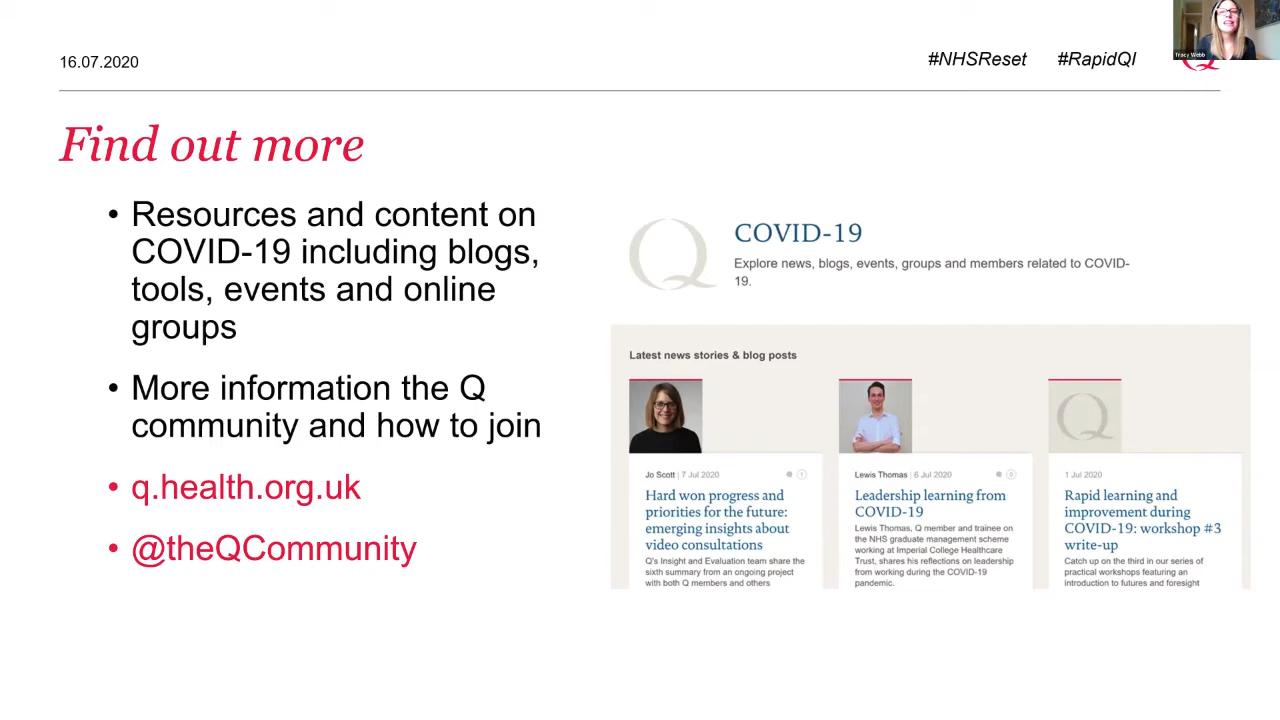 16.07.2020
#NHSReset #RapidQI
Tracy Webb
Find out more
• Resources and content on
COVID-19 including blogs,
tools, events and online
groups
• More information the Q
community and how to join
• q.health.org.uk
• @theQCommunity
Q
COVID-19
Explore news, blogs, events, groups and members related to COVID-
19.
Latest news stories & blog posts
Jo Scott | 7 Jul 2020 1
Hard won progress and
priorities for the future:
emerging insights about
video consultations
Q's Insight and Evaluation team share the
sixth summary from an ongoing project
with both Q members and others
Lewis Thomas | 6 Jul 2020 0
Leadership learning from
COVID-19
Lewis Thomas, Q member and trainee on
the NHS graduate management scheme
working at Imperial College Healthcare
Trust, shares his reflections on leadership
from working during the COVID-19
pandemic.
Q
1 Jul 2020
Rapid learning and
improvement during
COVID-19: workshop #3
write-up
Catch up on the third in our series of
practical workshops featuring an
introduction to futures and foresight